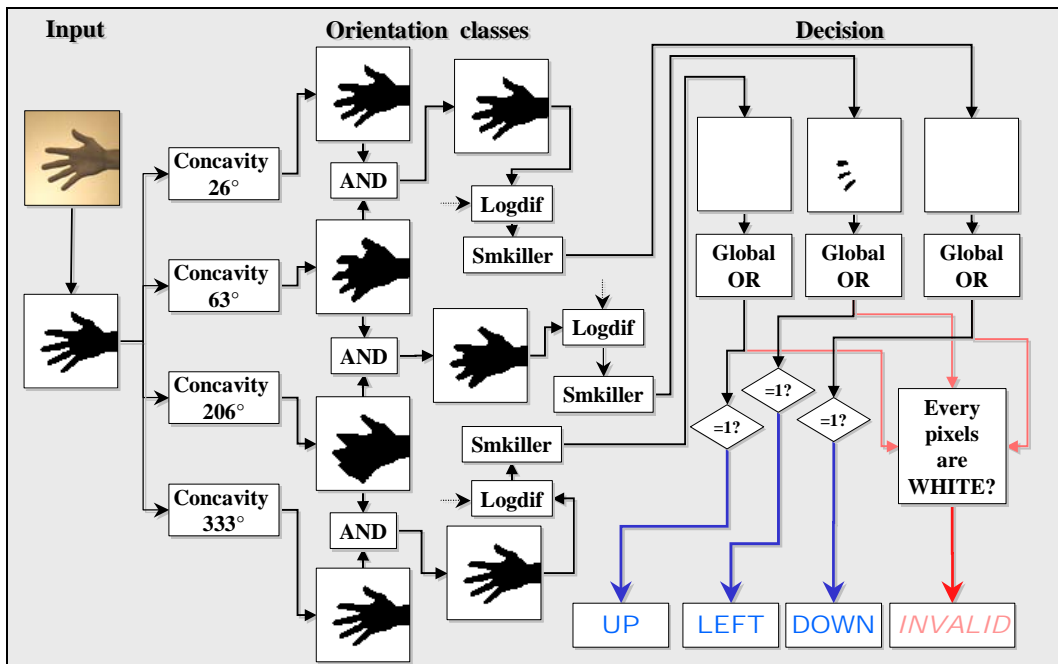 Input
Orientation classes
Decision
Concavity
26°
Concavity
63°
Concavity
206°
Concavity
333°
AND
AND
AND
Logdif
Smkiller
Logdif
Smkiller
Smkiller
Logdif
Global
OR
Global
OR
Global
OR
=1?
=1?
=1?
Every
pixels
are
WHITE?
UP
LEFT
DOWN
INVALID